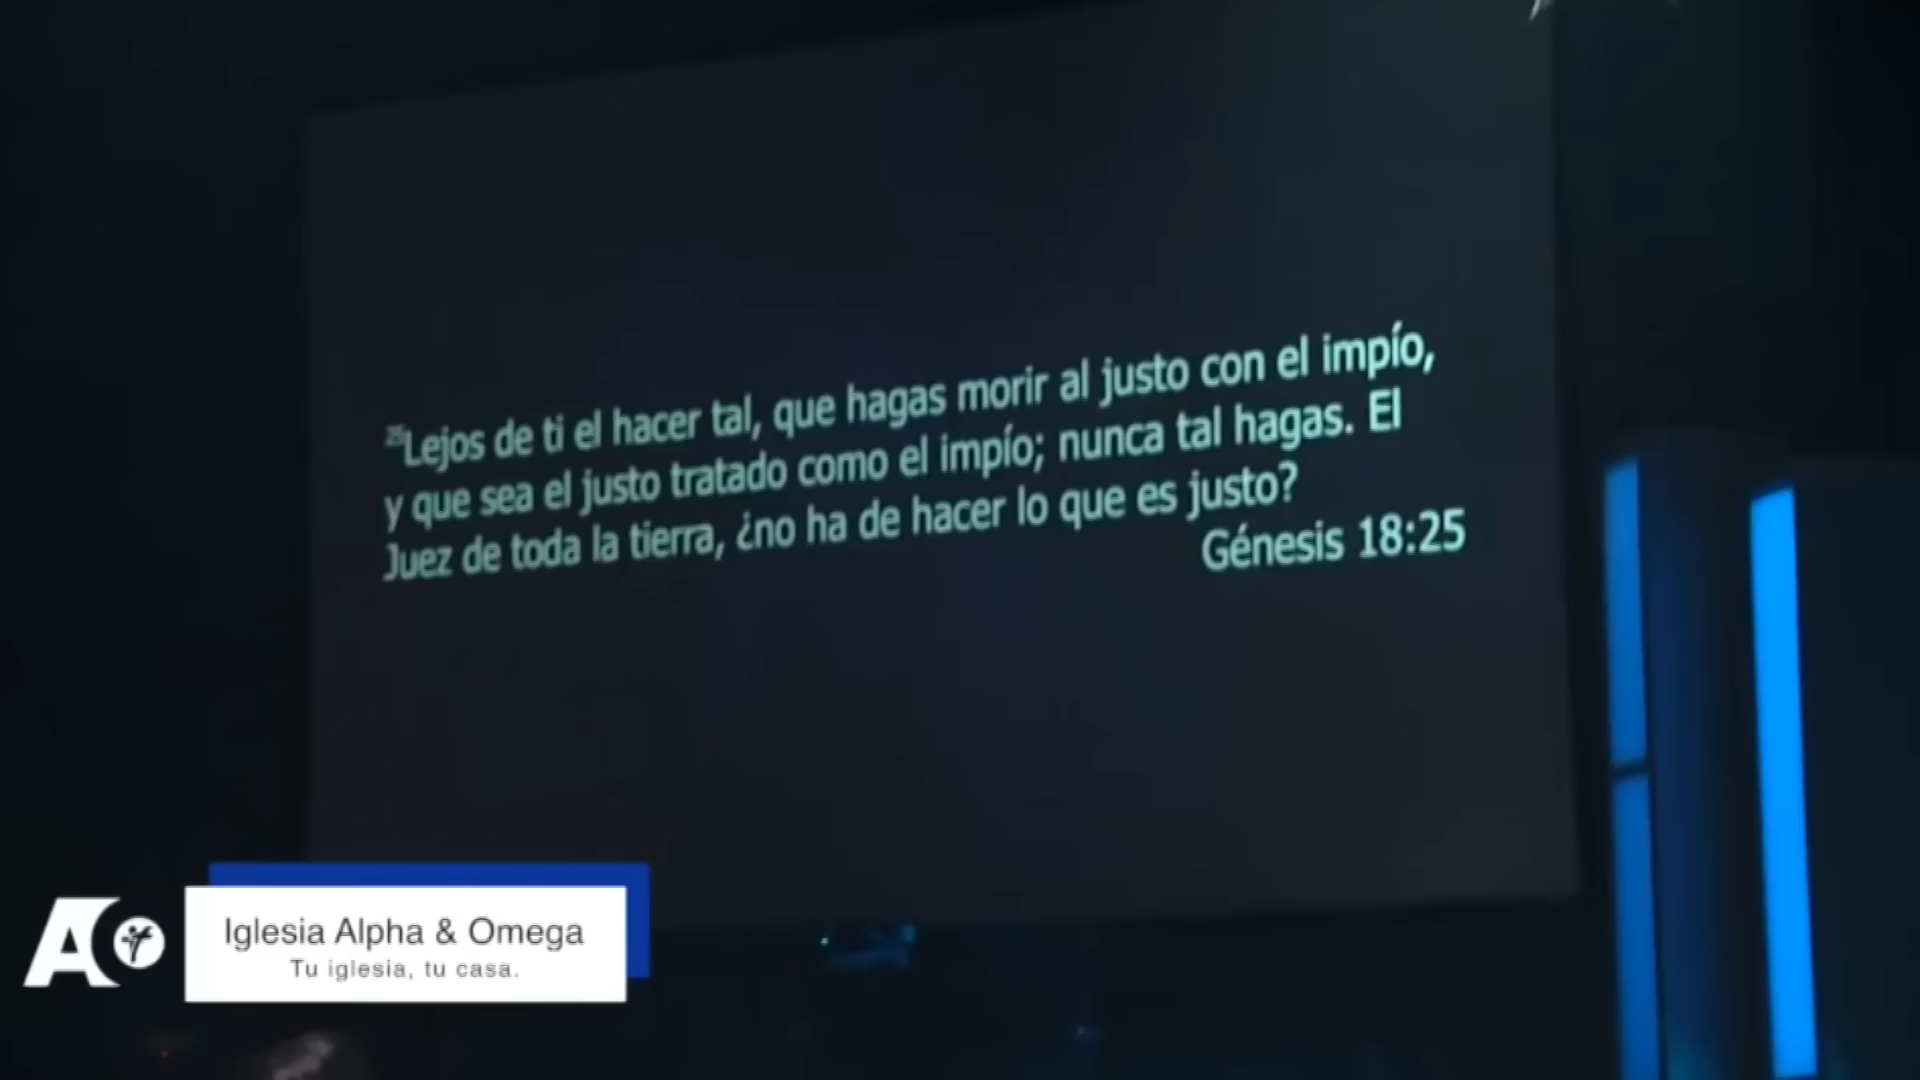 ²⁵Lejos de ti el hacer tal, que hagas morir al justo con el impío,
y que sea el justo tratado como el impío; nunca tal hagas. El
Juez de toda la tierra, ¿no ha de hacer lo que es justo?
Génesis 18:25
Iglesia Alpha & Omega
Tu iglesia, tu casa.